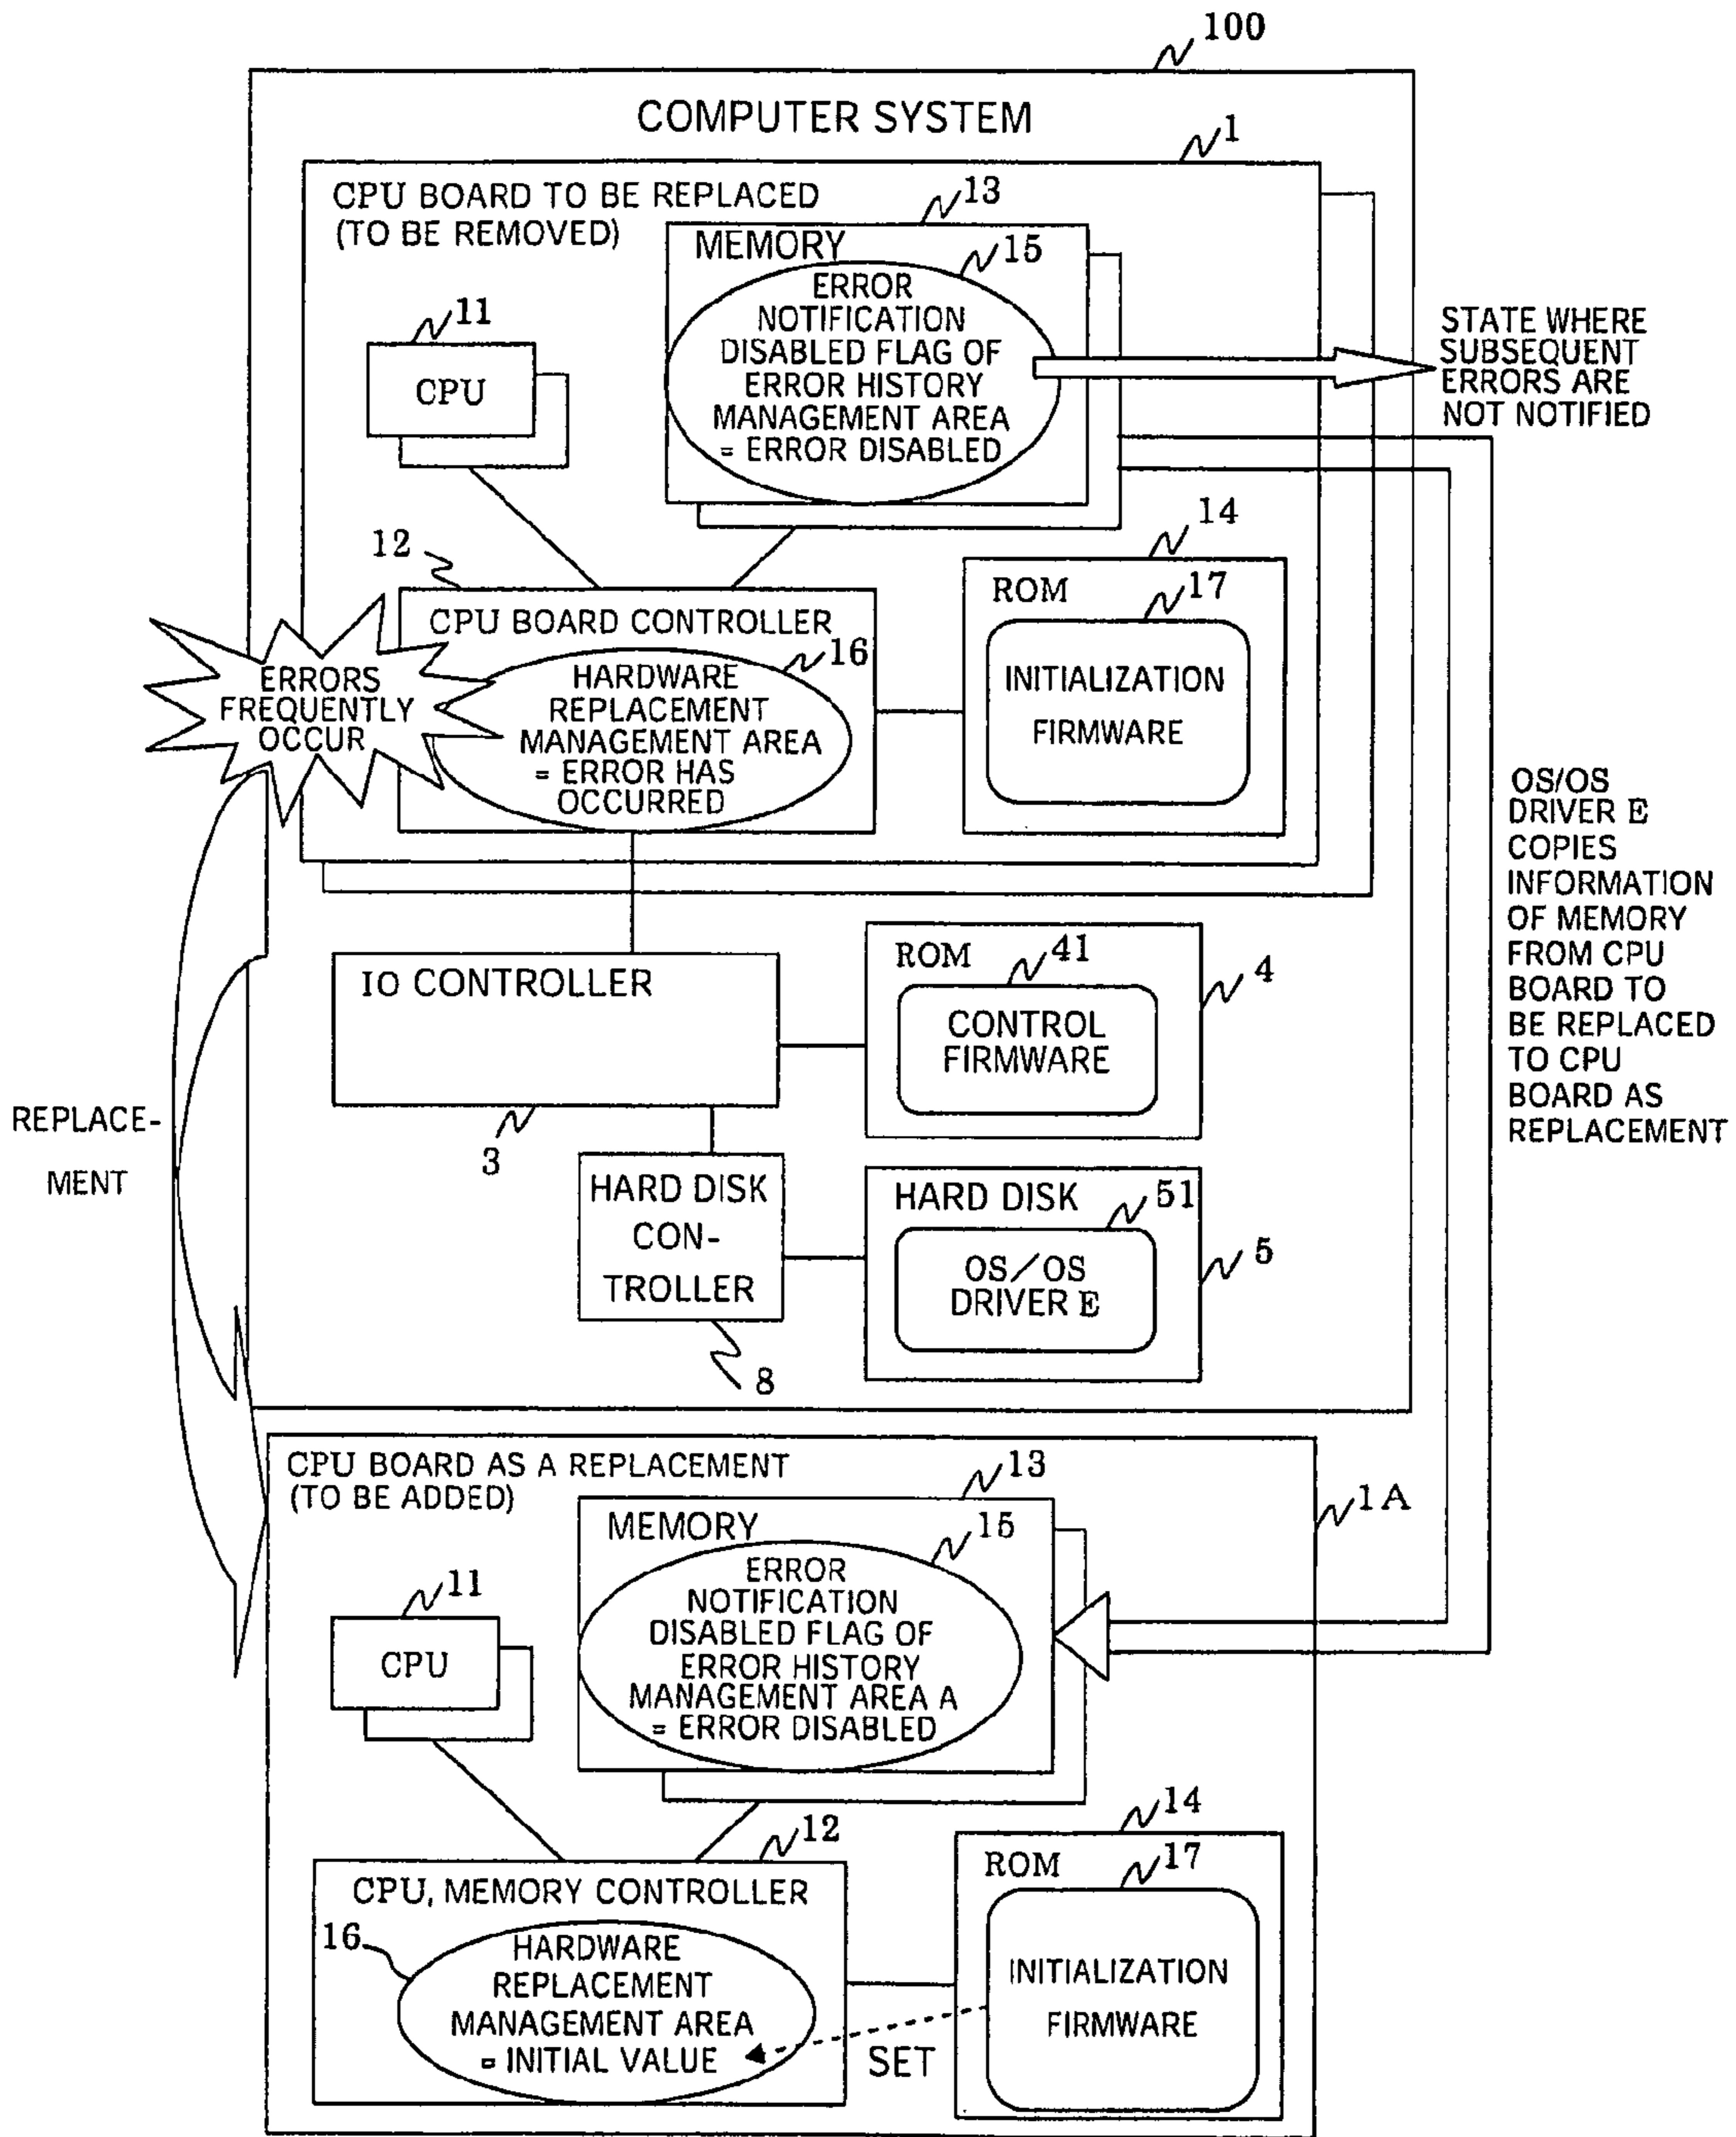 100
COMPUTER SYSTEM
1
CPU BOARD TO BE REPLACED
(TO BE REMOVED)
13
MEMORY
15
ERROR
NOTIFICATION
DISABLED FLAG OF
ERROR HISTORY
MANAGEMENT AREA
= ERROR DISABLED
STATE WHERE
SUBSEQUENT
ERRORS ARE
NOT NOTIFIED
11
CPU
12
CPU BOARD CONTROLLER
16
HARDWARE
REPLACEMENT
MANAGEMENT AREA
= ERROR HAS
OCCURRED
ERRORS
FREQUENTLY
OCCUR
14
ROM
17
INITIALIZATION
FIRMWARE
OS/OS
DRIVER E
COPIES
INFORMATION
OF MEMORY
FROM CPU
BOARD TO
BE REPLACED
TO CPU
BOARD AS
REPLACEMENT
IO CONTROLLER
3
ROM
41
4
CONTROL
FIRMWARE
REPLACE-
MENT
HARD DISK
CON-
TROLLER
8
HARD DISK
51
5
OS/OS
DRIVER E
CPU BOARD AS A REPLACEMENT
(TO BE ADDED)
1A
13
MEMORY
15
ERROR
NOTIFICATION
DISABLED FLAG OF
ERROR HISTORY
MANAGEMENT AREA A
= ERROR DISABLED
11
CPU
12
CPU, MEMORY CONTROLLER
16
HARDWARE
REPLACEMENT
MANAGEMENT AREA
= INITIAL VALUE
SET
14
ROM
17
INITIALIZATION
FIRMWARE